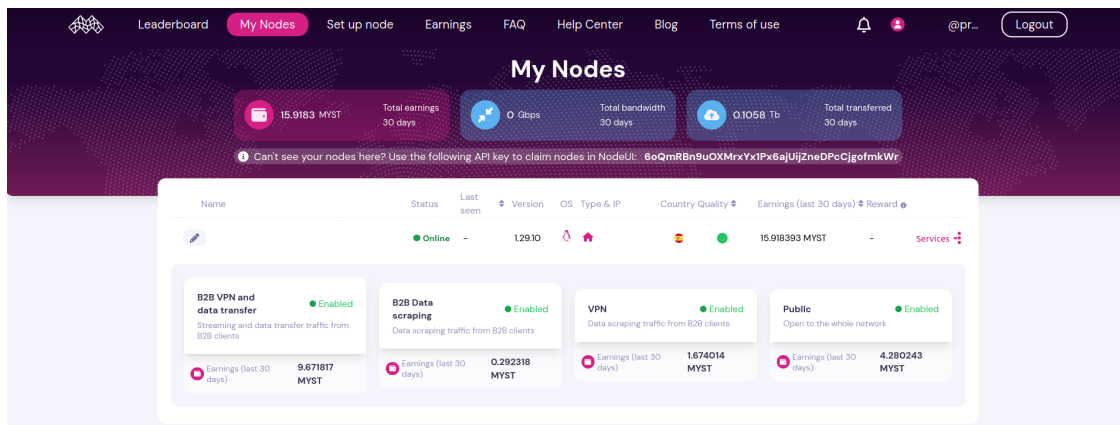 Leaderboard My Nodes Set up node Earnings FAQ Help Center Blog Terms of use @pr... Logout
My Nodes
15.9183 MYST Total earnings 30 days
0 Gbps Total bandwidth 30 days
0.1058 Tb Total transferred 30 days
Can't see your nodes here? Use the following API key to claim nodes in NodeUI: 6oQmRBn9uOXMrxYx1Px6ajUijZneDPcCjgofmkWr
Name Status Last seen Version OS Type & IP Country Quality Earnings (last 30 days) Reward
Online - 1.29.10 15.918393 MYST - Services
B2B VPN and data transfer Enabled
Streaming and data transfer traffic from B2B clients
Earnings (last 30 days) 9.671817 MYST
B2B Data scraping Enabled
Data scraping traffic from B2B clients
Earnings (last 30 days) 0.292318 MYST
VPN Enabled
Data scraping traffic from B2B clients
Earnings (last 30 days) 1.674014 MYST
Public Enabled
Open to the whole network
Earnings (last 30 days) 4.280243 MYST